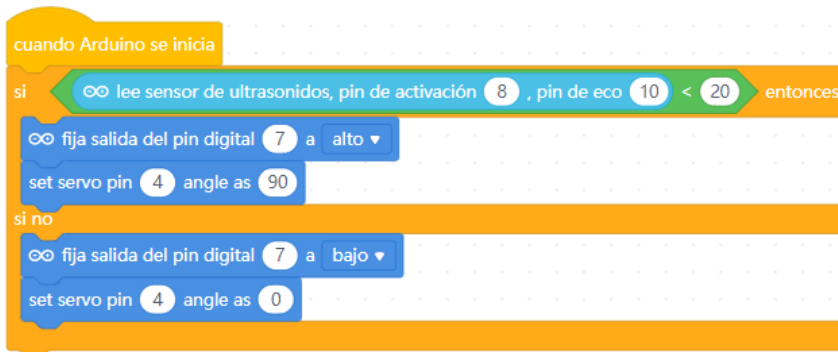 cuando Arduino se inicia
si lee sensor de ultrasonidos, pin de activación 8 , pin de eco 10 < 20 entonces
fija salida del pin digital 7 a alto
set servo pin 4 angle as 90
si no
fija salida del pin digital 7 a bajo
set servo pin 4 angle as 0